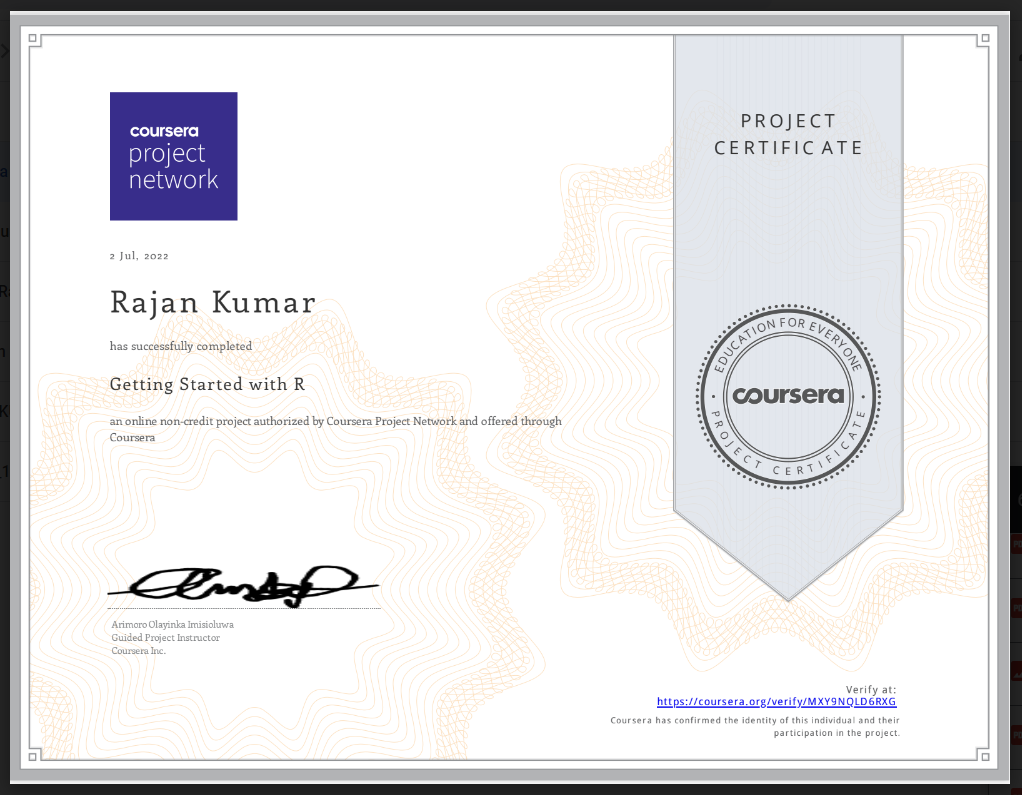 coursera
project
network
2 Jul, 2022
Rajan Kumar
has successfully completed
Getting Started with R
an online non-credit project authorized by Coursera Project Network and offered through
Coursera
Arimoro Olayinka Imisioluwa
Guided Project Instructor
Coursera Inc.
PROJECT
CERTIFICATE
EDUCATION FOR EVERYONE
coursera
PROJECT CERTIFICATE
Verify at:
https://coursera.org/verify/MXY9NQLD6RXG
Coursera has confirmed the identity of this individual and their
participation in the project.